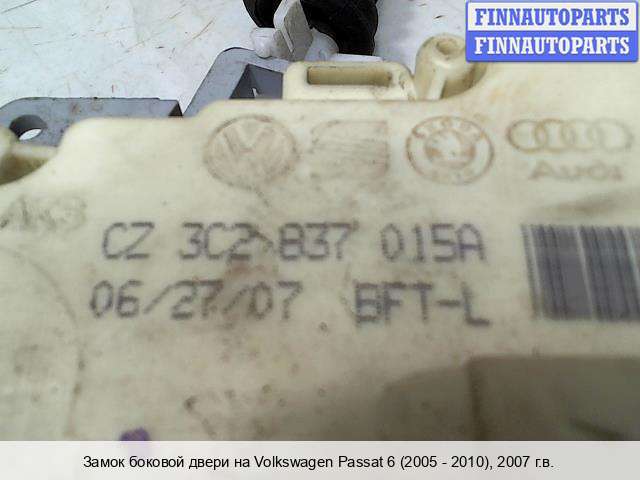 FINNAUTOPARTS
FINNAUTOPARTS
Audi
CZ 3C2 837 015A
06/27/07 BFT-L
Замок боковой двери на Volkswagen Passat 6 (2005 - 2010), 2007 г.в.